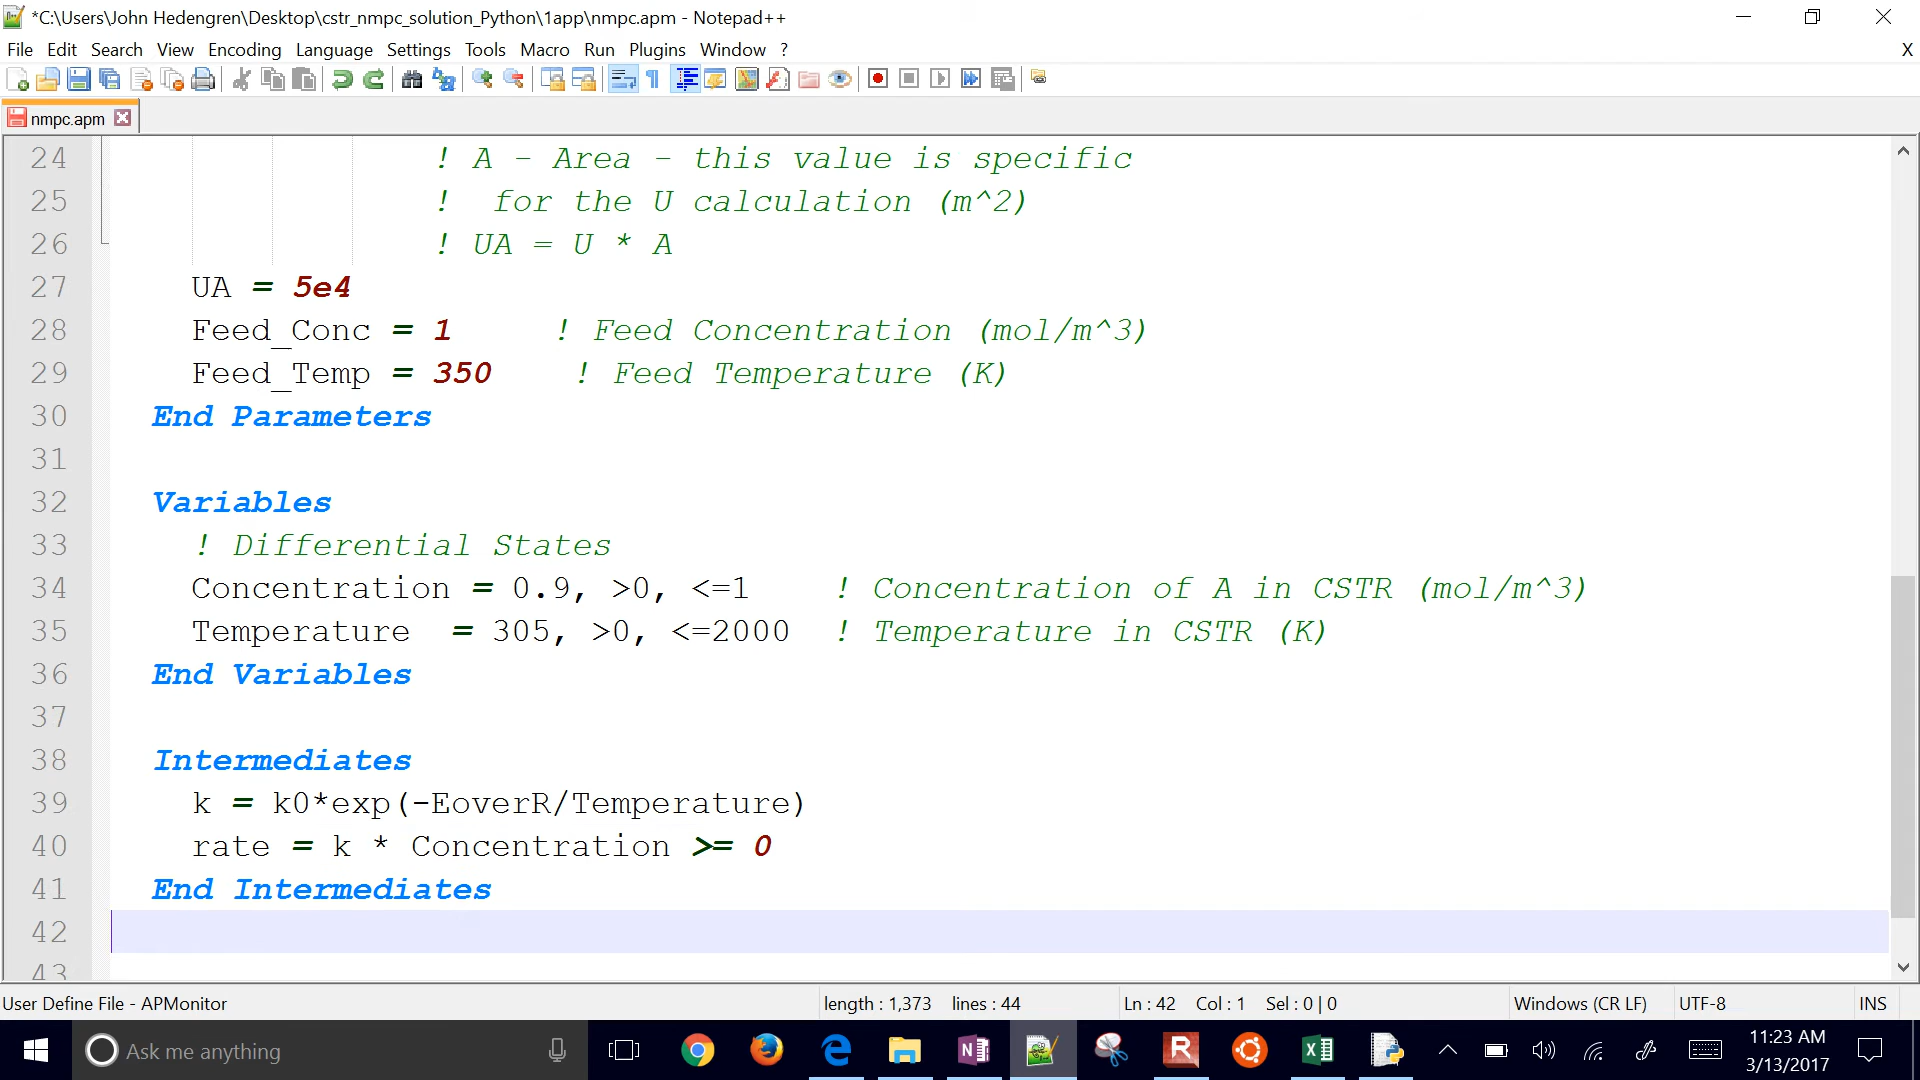 *C:\Users\John Hedengren\Desktop\cstr_nmpc_solution_Python\1app\nmpc.apm - Notepad++
File Edit Search View Encoding Language Settings Tools Macro Run Plugins Window ? X
nmpc.apm
24 ! A - Area - this value is specific
25 ! for the U calculation (m^2)
26 ! UA = U * A
27 UA = 5e4
28 Feed_Conc = 1 ! Feed Concentration (mol/m^3)
29 Feed_Temp = 350 ! Feed Temperature (K)
30 End Parameters
31
32 Variables
33 ! Differential States
34 Concentration = 0.9, >0, <=1 ! Concentration of A in CSTR (mol/m^3)
35 Temperature = 305, >0, <=2000 ! Temperature in CSTR (K)
36 End Variables
37
38 Intermediates
39 k = k0*exp(-EoverR/Temperature)
40 rate = k * Concentration >= 0
41 End Intermediates
42
43
User Define File - APMonitor length : 1,373 lines : 44 Ln : 42 Col : 1 Sel : 0 | 0 Windows (CR LF) UTF-8 INS
Ask me anything
11:23 AM
3/13/2017